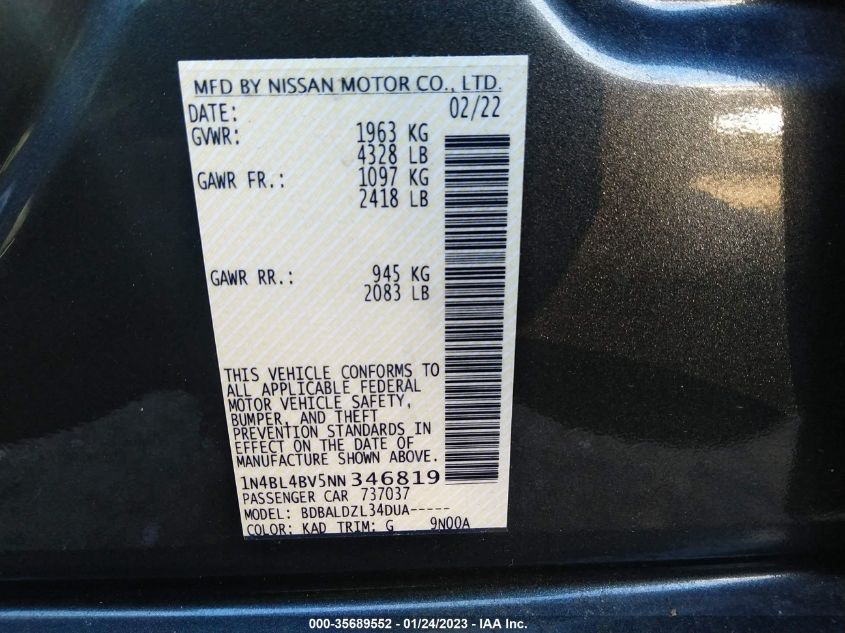 MFD BY NISSAN MOTOR CO., LTD.
DATE: 02/22
GVWR: 1963 KG
4328 LB
GAWR FR.: 1097 KG
2418 LB
GAWR RR.: 945 KG
2083 LB
THIS VEHICLE CONFORMS TO
ALL APPLICABLE FEDERAL
MOTOR VEHICLE SAFETY,
BUMPER, AND THEFT
PREVENTION STANDARDS IN
EFFECT ON THE DATE OF
MANUFACTURE SHOWN ABOVE.
1N4BL4BV5NN346819
PASSENGER CAR 737037
MODEL: BDBALDZL34DUA-----
COLOR: KAD TRIM: G 9N00A
000-35689552 - 01/24/2023 - IAA Inc.